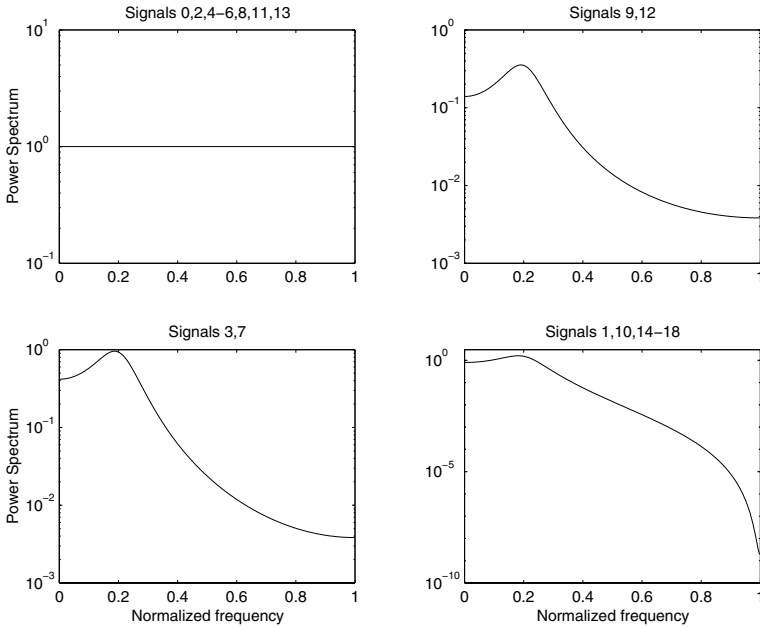 Signals 0,2,4−6,8,11,13
Power Spectrum
10^1
10^0
10^−1
0 0.2 0.4 0.6 0.8 1
Signals 9,12
10^0
10^−1
10^−2
10^−3
0 0.2 0.4 0.6 0.8 1
Signals 3,7
Power Spectrum
10^0
10^−1
10^−2
10^−3
0 0.2 0.4 0.6 0.8 1
Normalized frequency
Signals 1,10,14−18
10^0
10^−5
10^−10
0 0.2 0.4 0.6 0.8 1
Normalized frequency